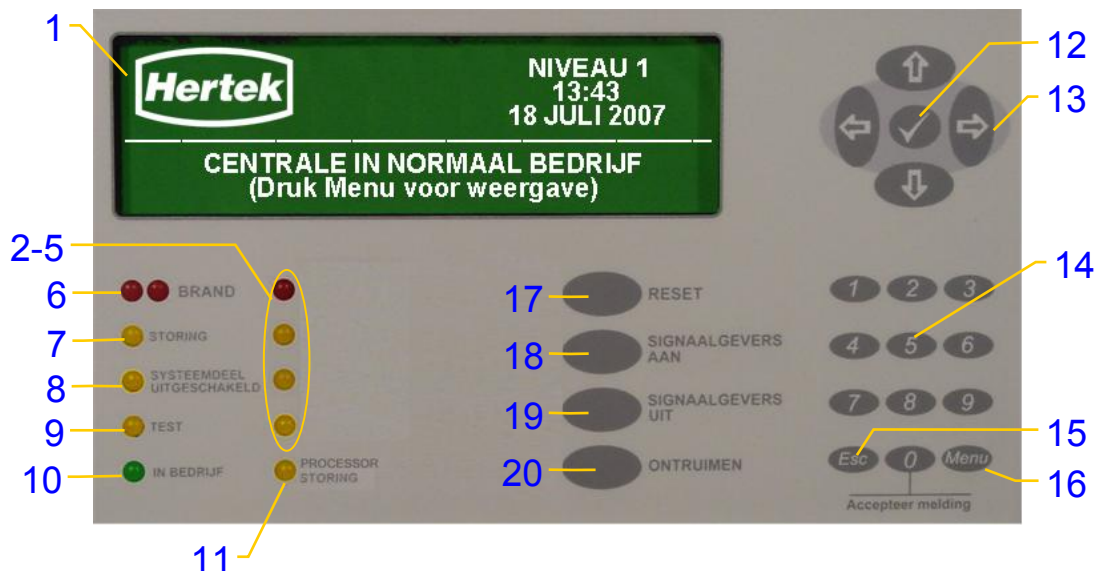 1
Hertek
NIVEAU 1
13:43
18 JULI 2007
CENTRALE IN NORMAAL BEDRIJF
(Druk Menu voor weergave)
12
13
2-5
6
BRAND
7
STORING
8
SYSTEEMDEEL
UITGESCHAKELD
9
TEST
10
IN BEDRIJF
PROCESSOR
STORING
11
17
RESET
18
SIGNAALGEVERS
AAN
19
SIGNAALGEVERS
UIT
20
ONTRUIMEN
14
1 2 3
4 5 6
7 8 9
15
Esc 0 Menu
16
Accepteer melding